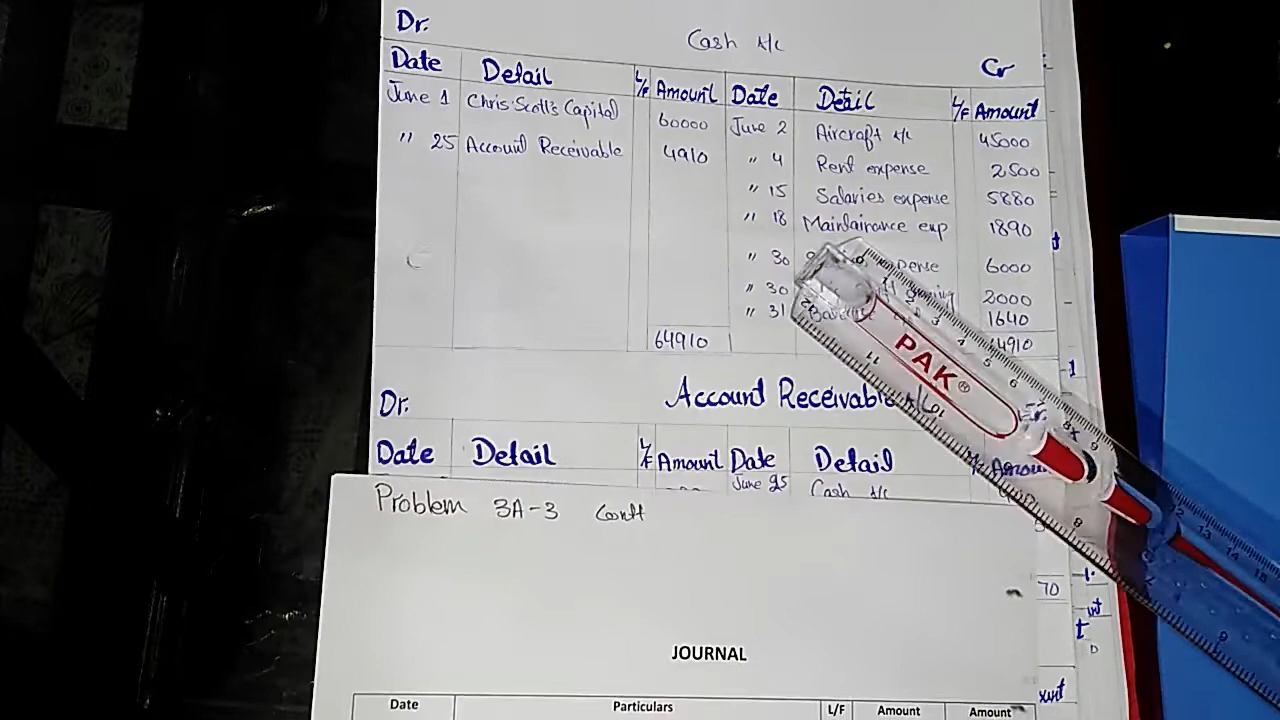 Dr.
Cash A/c
Cr
Date Detail L/F Amount Date Detail L/F Amount
June 1 Chris Scott's Capital 60000 June 2 Aircraft A/c 45000
" 25 Account Receivable 4910 " 4 Rent expense 2500
" 15 Salaries expense 5880
" 18 Maintairance exp 1890
" 30 6000
" 30 2000
" 31 1640
64910 4910
Dr.
Account Receivable A/c
Date Detail L/F Amount Date Detail
June 25 Cash A/c
Problem 3A-3 Cont
70
JOURNAL
Date Particulars L/F Amount Amount
PAK®